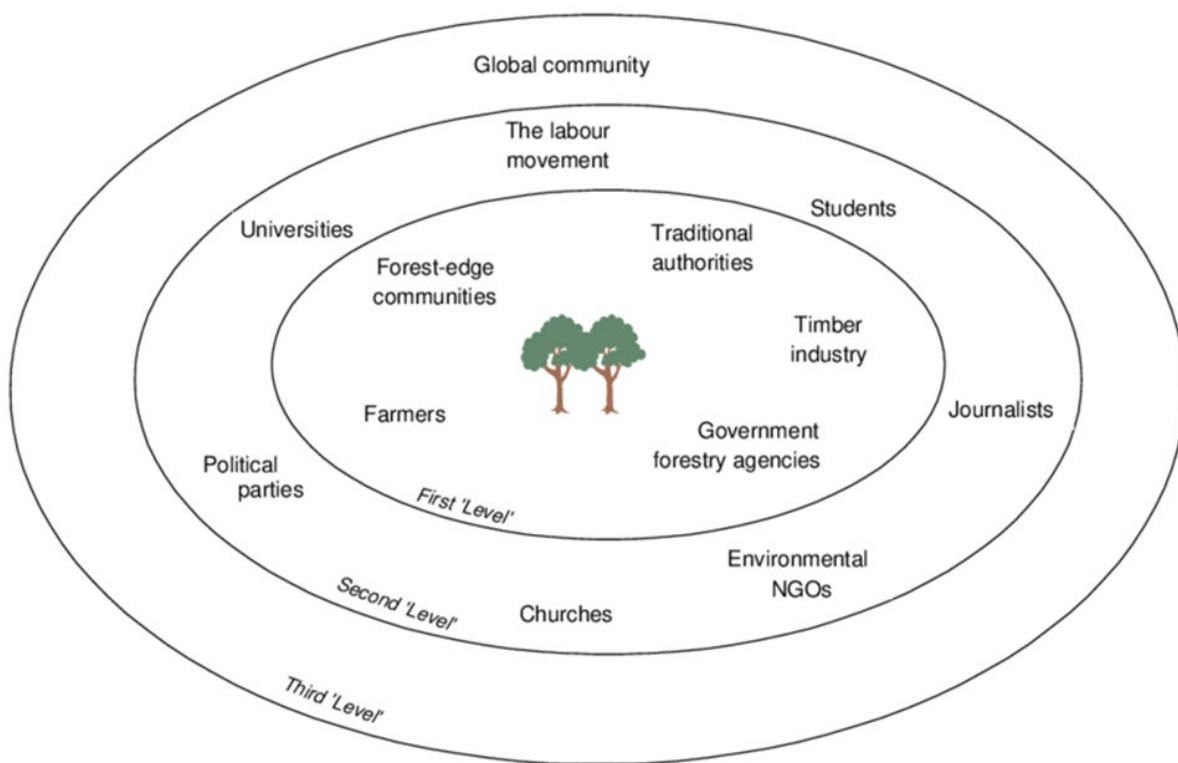 Global community
The labour
movement
Students
Universities
Traditional
authorities
Forest-edge
communities
Timber
industry
Farmers
Journalists
Government
forestry agencies
Political
parties
First 'Level'
Environmental
NGOs
Second 'Level'
Churches
Third 'Level'